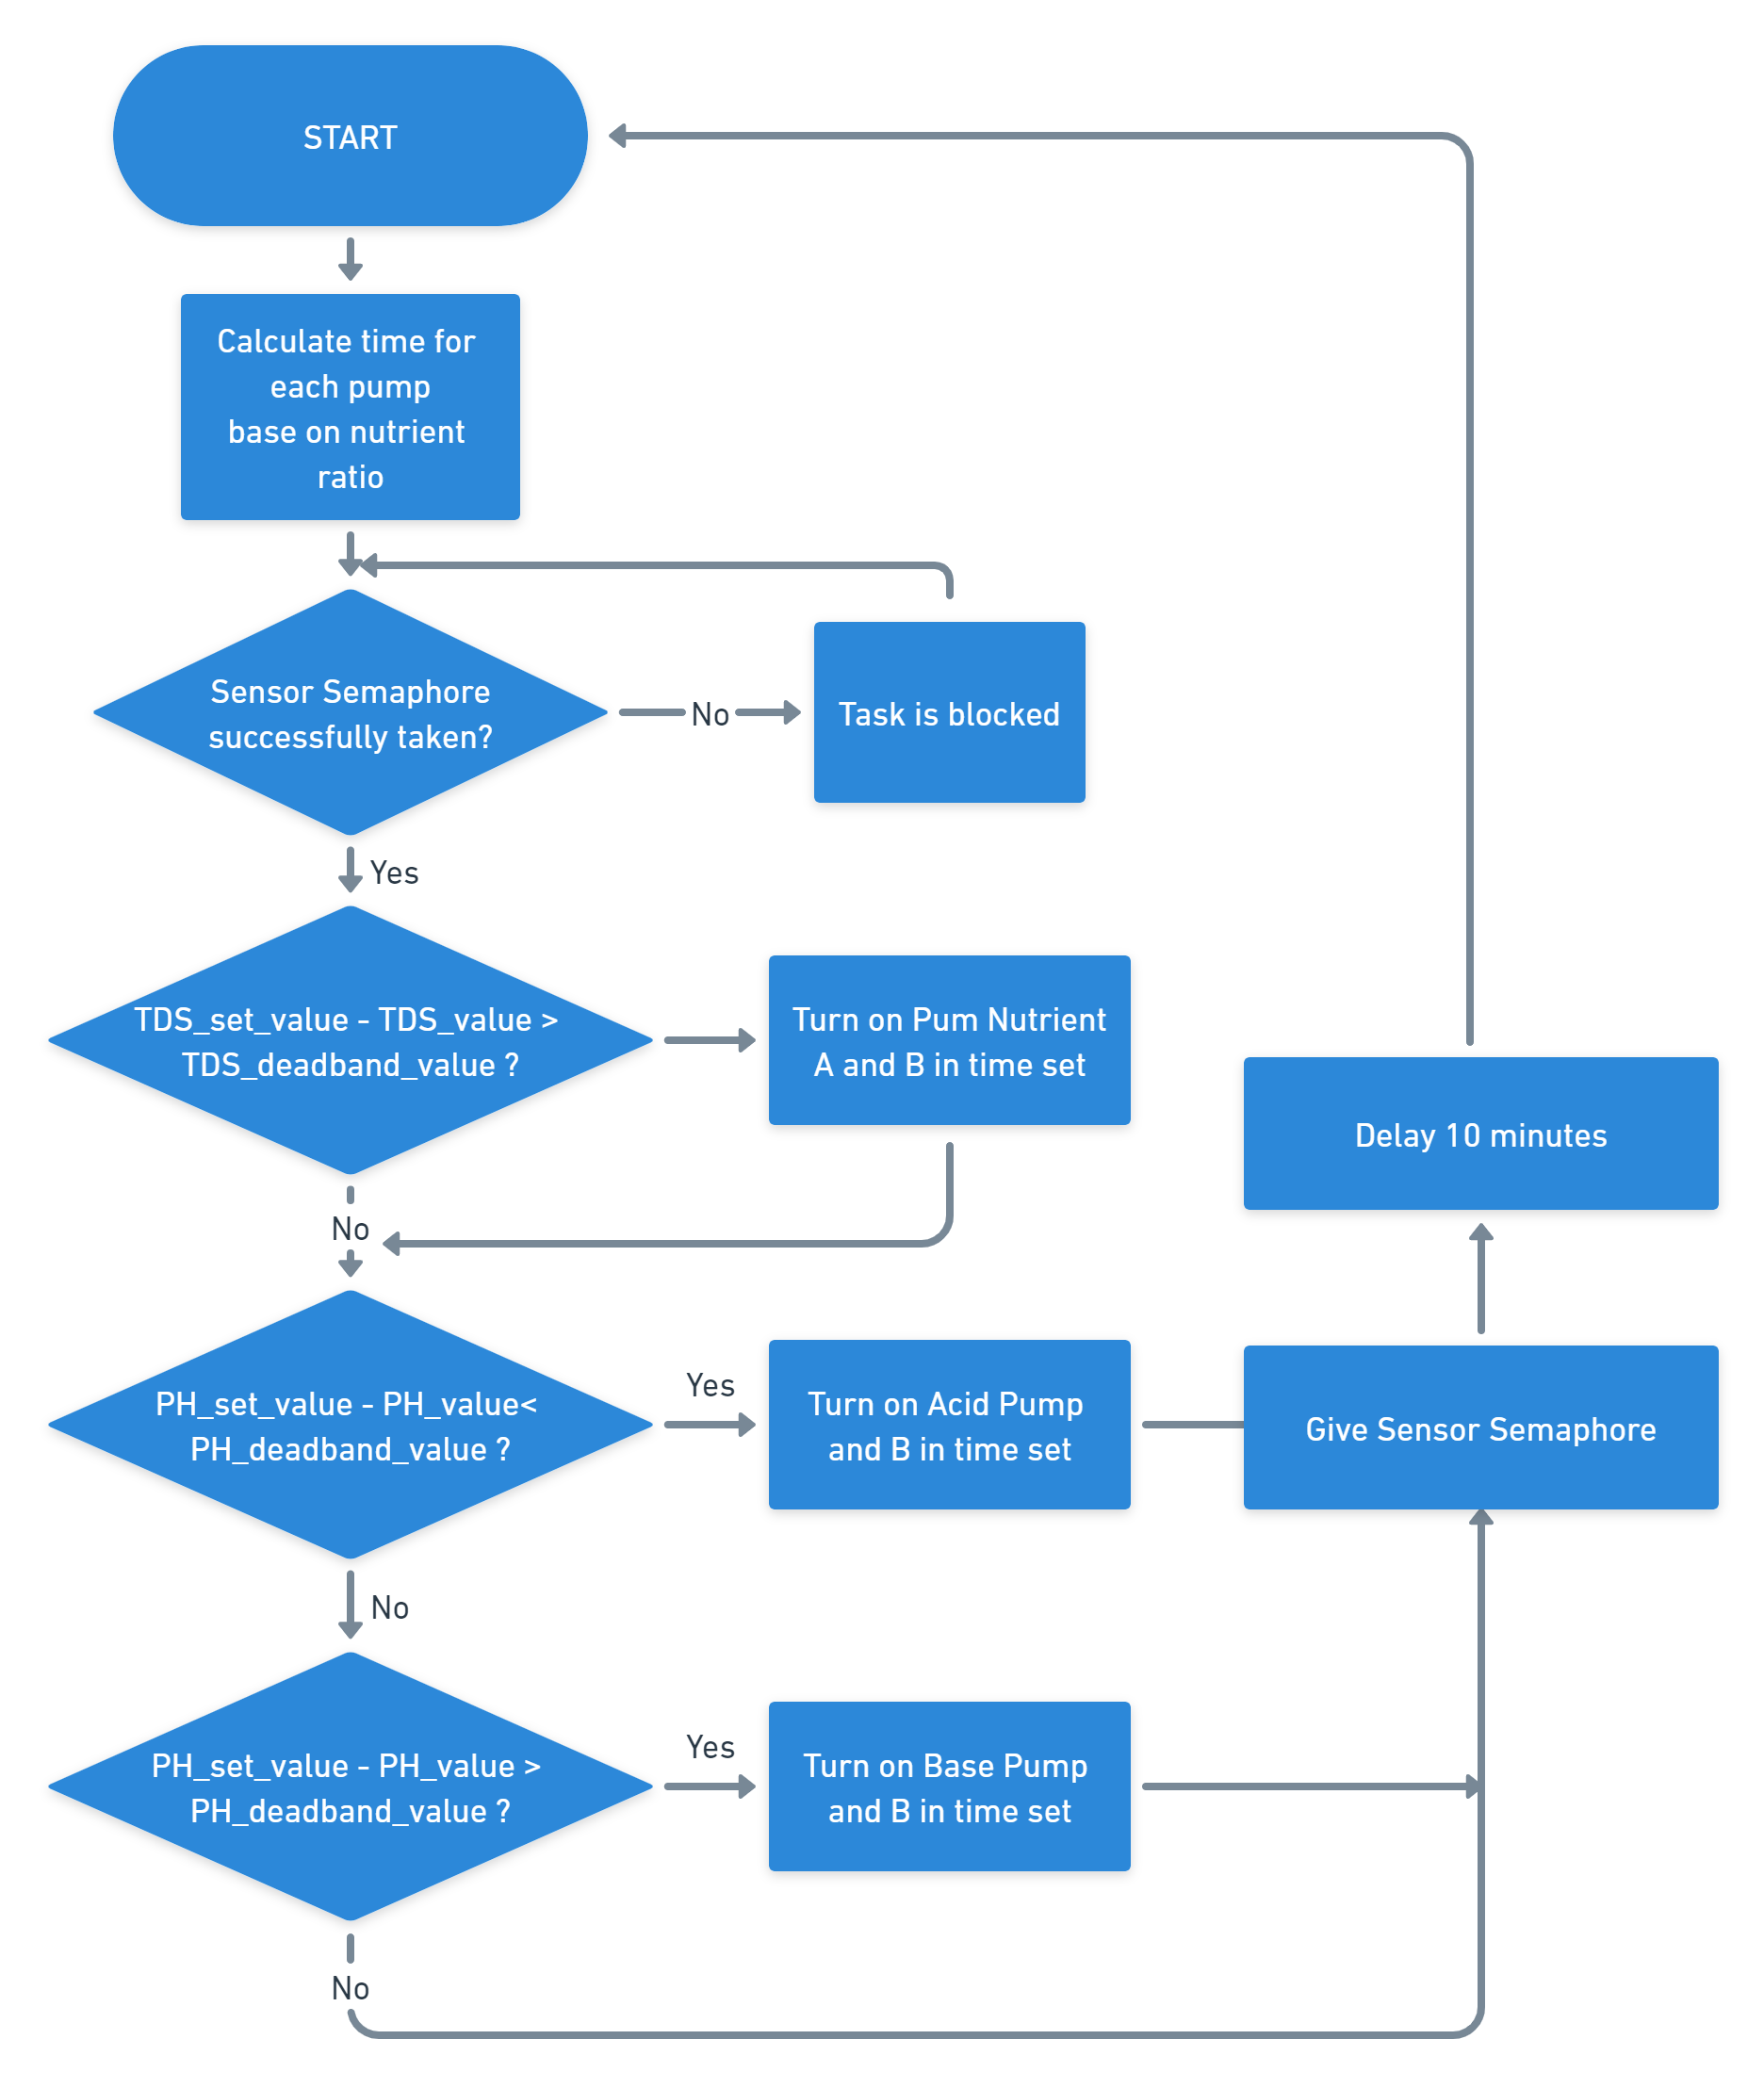 START
Calculate time for
each pump
base on nutrient
ratio
Sensor Semaphore
successfully taken?
No
Task is blocked
Yes
TDS_set_value - TDS_value >
TDS_deadband_value ?
Turn on Pum Nutrient
A and B in time set
Delay 10 minutes
No
PH_set_value - PH_value<
PH_deadband_value ?
Yes
Turn on Acid Pump
and B in time set
Give Sensor Semaphore
No
PH_set_value - PH_value >
PH_deadband_value ?
Yes
Turn on Base Pump
and B in time set
No